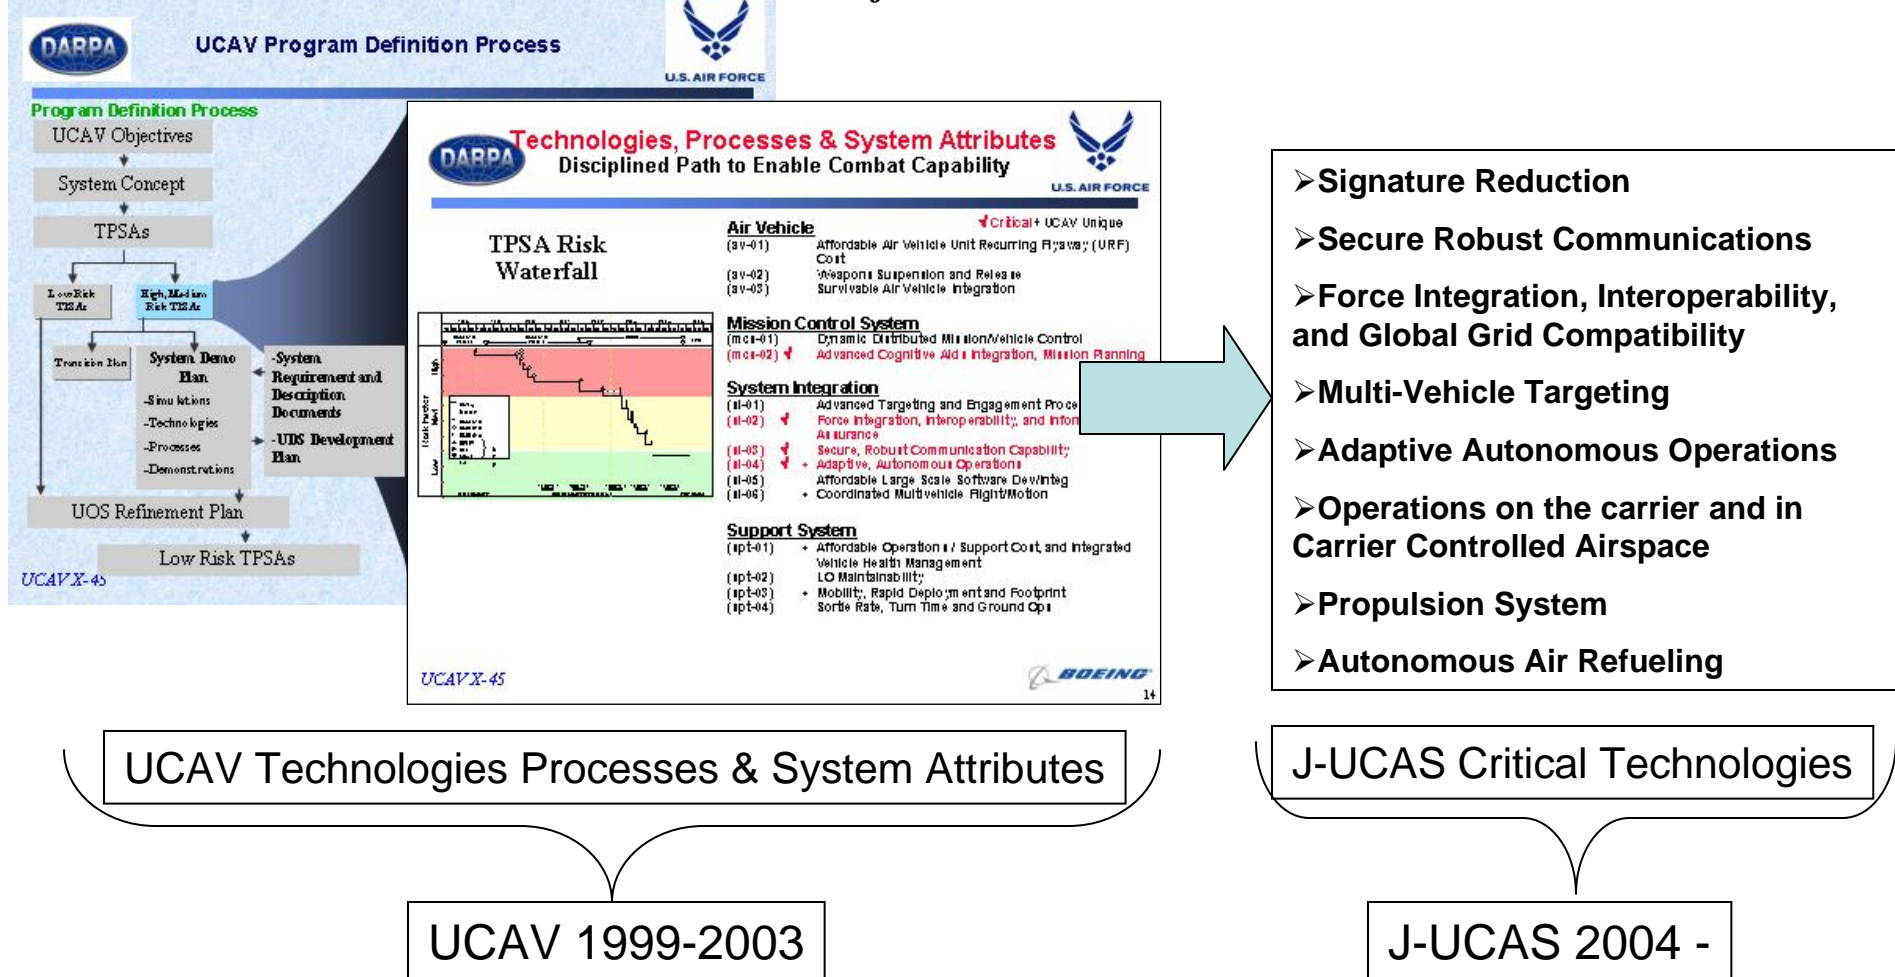 DARPA
UCAV Program Definition Process
U.S. AIR FORCE
Program Definition Process
UCAV Objectives
System Concept
TPSAs
Low Risk
High, Medium
Risk
Transition Plan
System Demo
Plan
-Simulations
-Technologies
-Processes
-Demonstrations
-System
Requirement and
Description
Documents
-UDS Development
Plan
UOS Refinement Plan
Low Risk TPSAs
UCAV X-45
DARPA
Technologies, Processes & System Attributes
Disciplined Path to Enable Combat Capability
U.S. AIR FORCE
TPSA Risk
Waterfall
Risk Factor
High
Med
Low
Critical + UCAV Unique
Air Vehicle
(av-01) Affordable Air Vehicle Unit Recurring Flyaway (URF)
Cost
(av-02) Weapons Suspension and Release
(av-03) Survivable Air Vehicle Integration
Mission Control System
(mcs-01) Dynamic Distributed Mission/Vehicle Control
(mcs-02) Advanced Cognitive Aids Integration, Mission Planning
System Integration
(si-01) Advanced Targeting and Engagement Proce
(si-02) Force Integration, Interoperability, and Infor
Assurance
(si-03) Secure, Robust Communication Capability
(si-04) + Adaptive, Autonomous Operations
(si-05) Affordable Large Scale Software Dev/Integ
(si-06) + Coordinated Multivehicle Flight/Motion
Support System
(spt-01) + Affordable Operations / Support Cost, and Integrated
Vehicle Health Management
(spt-02) LO Maintainability
(spt-03) + Mobility, Rapid Deployment and Footprint
(spt-04) Sortie Rate, Turn Time and Ground Ops
UCAV X-45
BOEING
14
➢Signature Reduction
➢Secure Robust Communications
➢Force Integration, Interoperability,
and Global Grid Compatibility
➢Multi-Vehicle Targeting
➢Adaptive Autonomous Operations
➢Operations on the carrier and in
Carrier Controlled Airspace
➢Propulsion System
➢Autonomous Air Refueling
UCAV Technologies Processes & System Attributes
J-UCAS Critical Technologies
UCAV 1999-2003
J-UCAS 2004 -